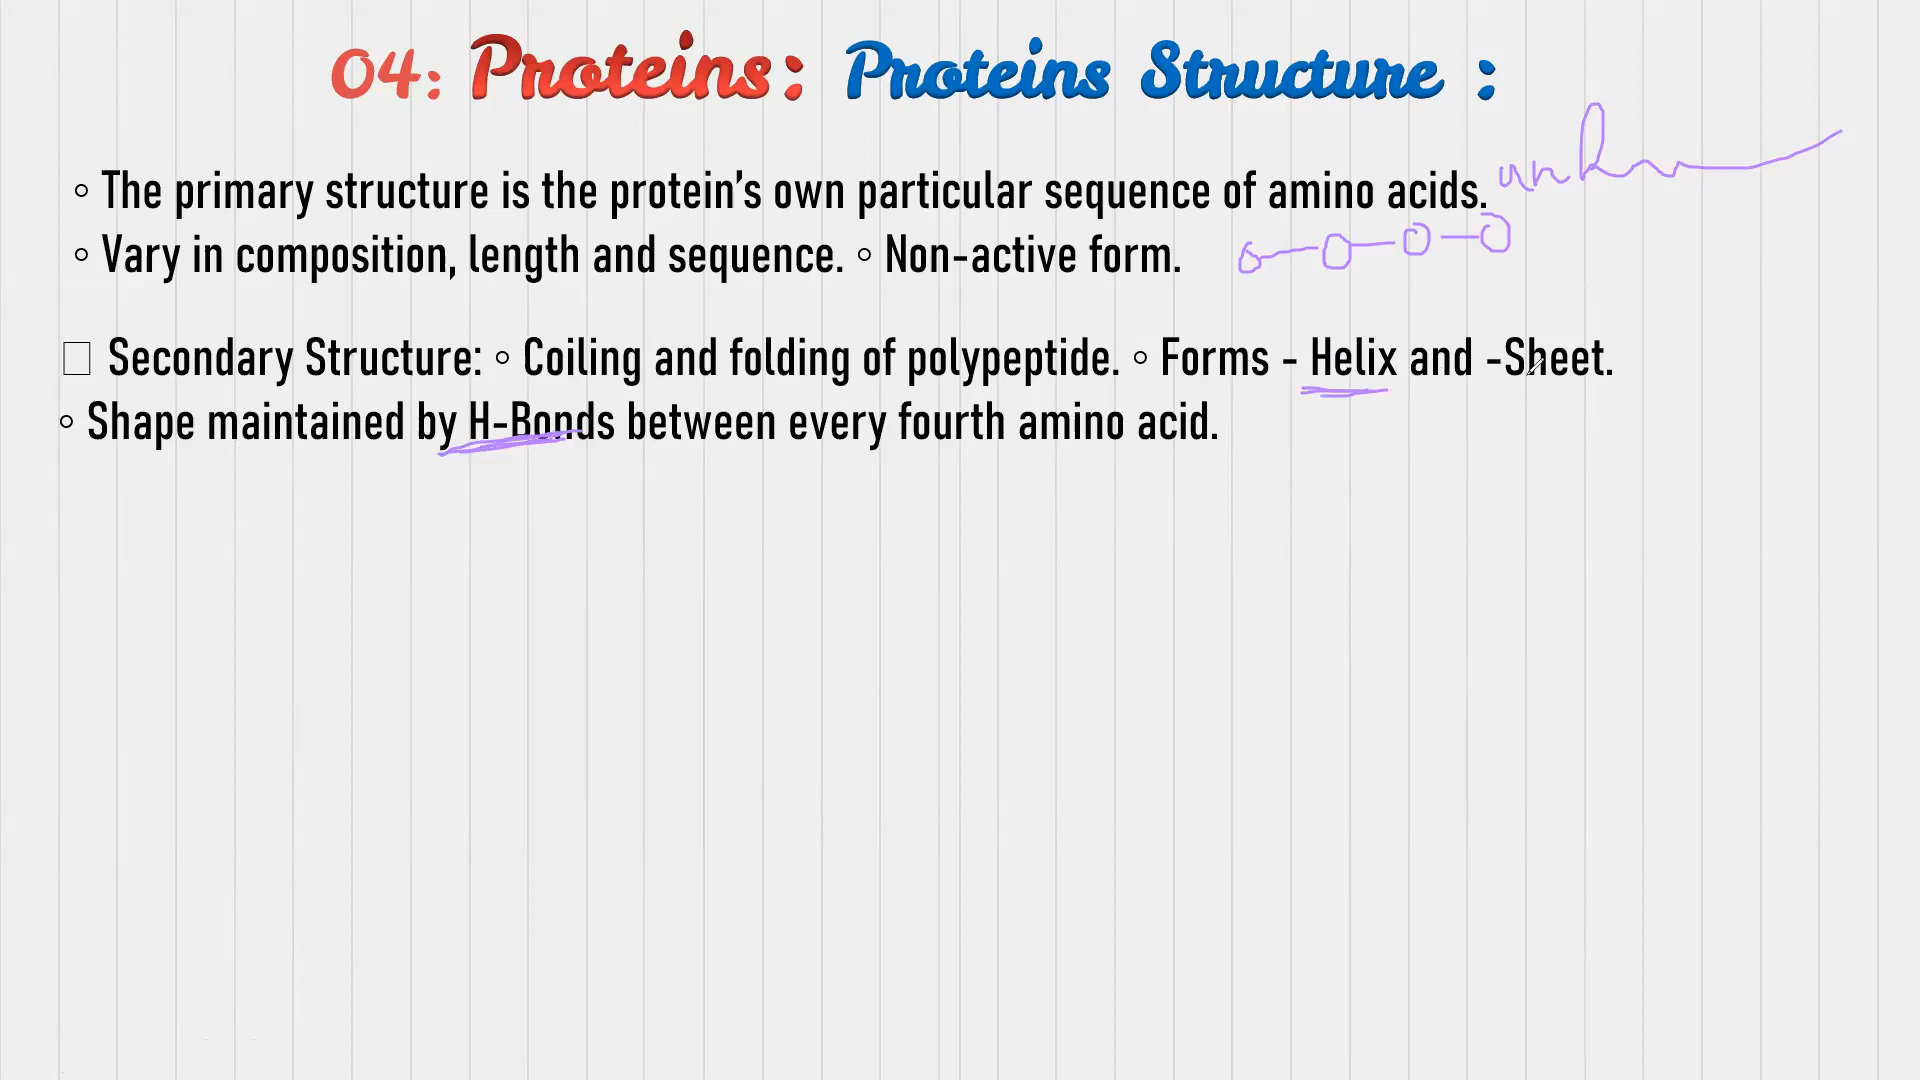 04: Proteins: Proteins Structure :
◦ The primary structure is the protein’s own particular sequence of amino acids.
◦ Vary in composition, length and sequence. ◦ Non-active form.
□ Secondary Structure: ◦ Coiling and folding of polypeptide. ◦ Forms - Helix and -Sheet.
◦ Shape maintained by H-Bonds between every fourth amino acid.